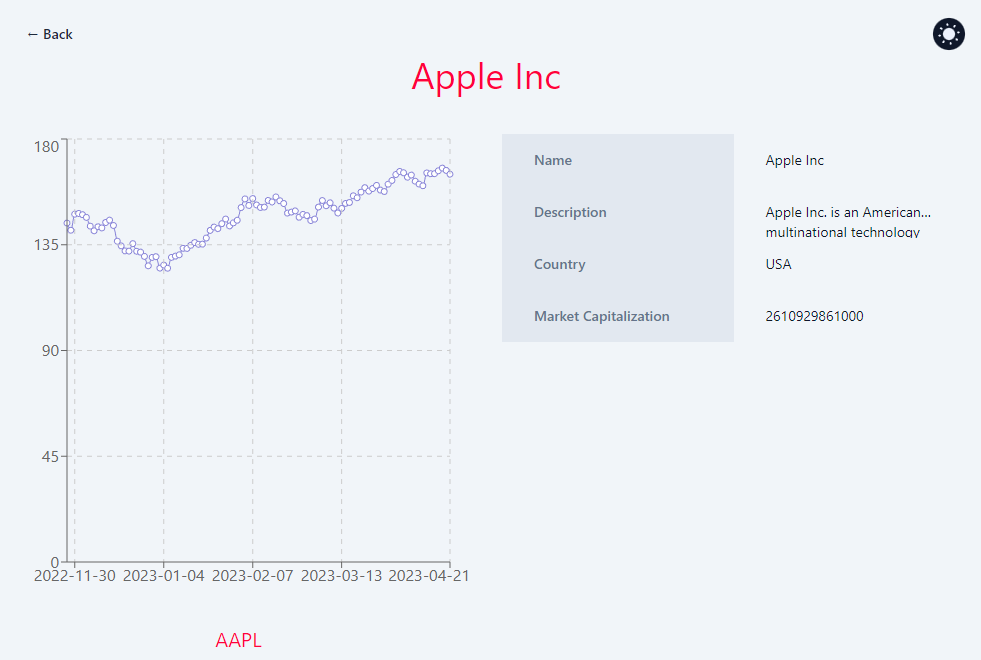 ← Back
Apple Inc
180
135
90
45
0
2022-11-30 2023-01-04 2023-02-07 2023-03-13 2023-04-21
AAPL
Name Apple Inc
Description Apple Inc. is an American...
multinational technology
Country USA
Market Capitalization 2610929861000